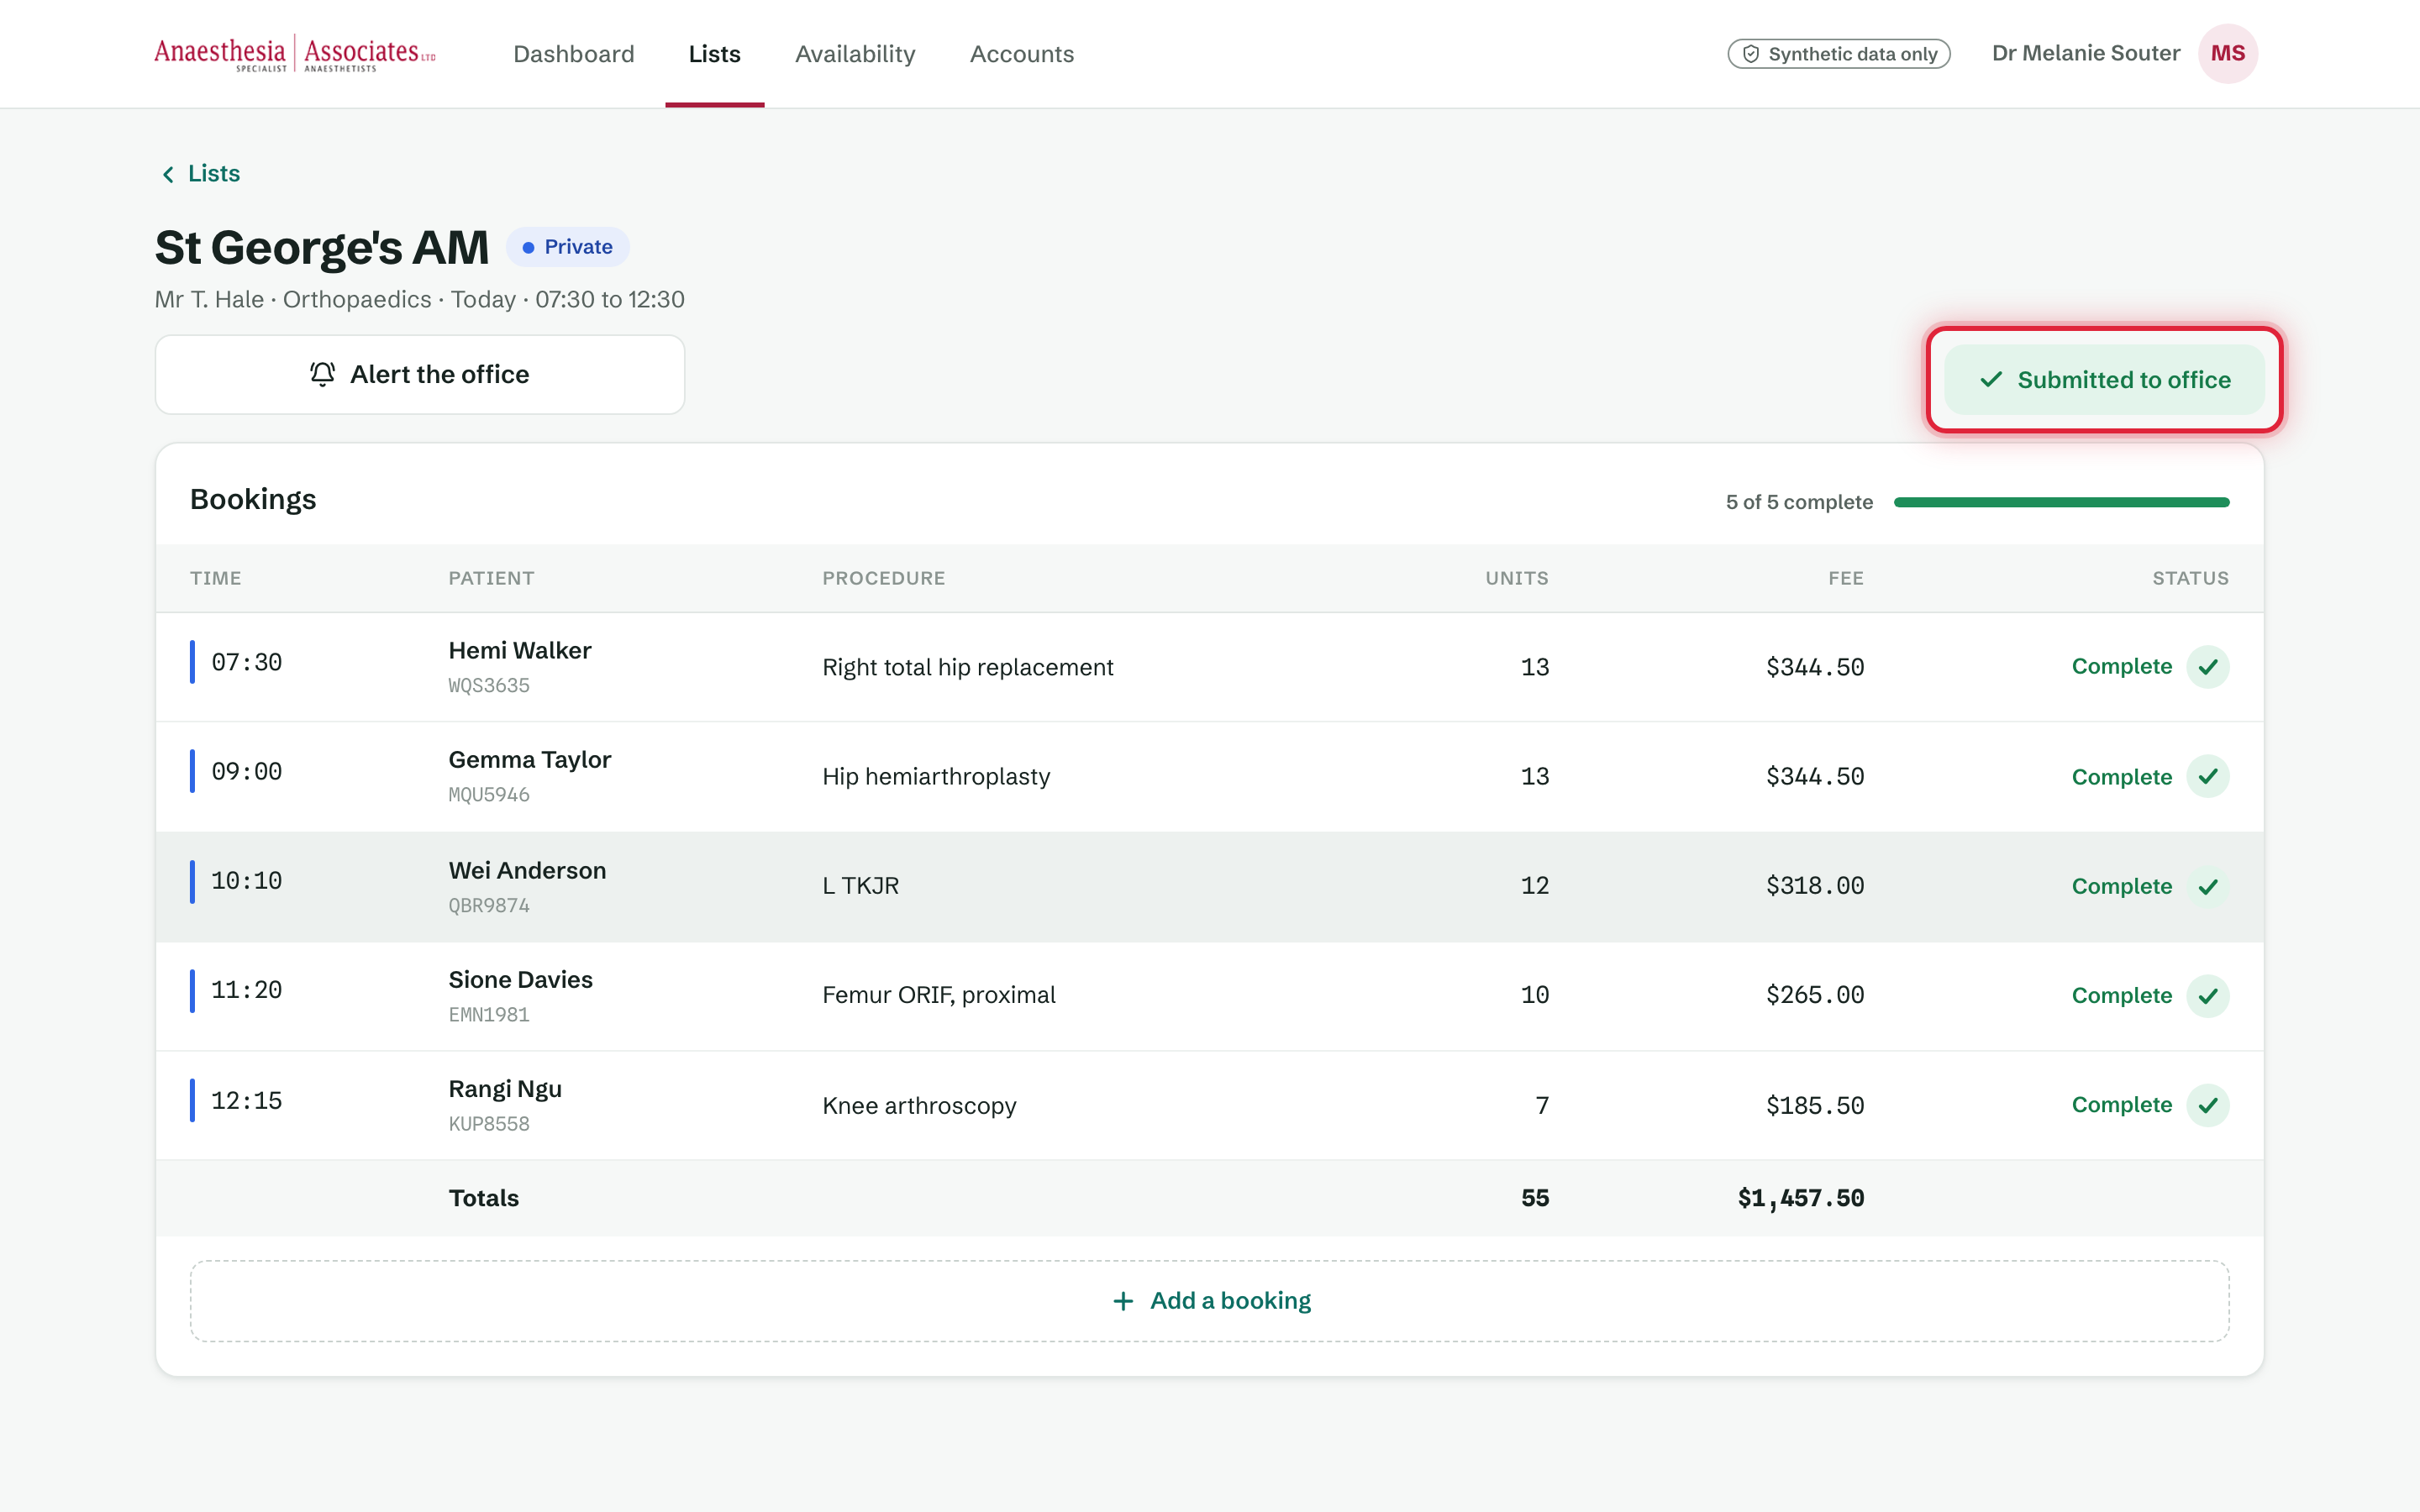 Anaesthesia | Associates LTD
SPECIALIST ANAESTHETISTS
Dashboard Lists Availability Accounts
Synthetic data only
Dr Melanie Souter MS
Lists
St George's AM Private
Mr T. Hale · Orthopaedics · Today · 07:30 to 12:30
Alert the office
Submitted to office
Bookings
5 of 5 complete
TIME PATIENT PROCEDURE UNITS FEE STATUS
07:30 Hemi Walker Right total hip replacement 13 $344.50 Complete
WQS3635
09:00 Gemma Taylor Hip hemiarthroplasty 13 $344.50 Complete
MQU5946
10:10 Wei Anderson L TKJR 12 $318.00 Complete
QBR9874
11:20 Sione Davies Femur ORIF, proximal 10 $265.00 Complete
EMN1981
12:15 Rangi Ngu Knee arthroscopy 7 $185.50 Complete
KUP8558
Totals 55 $1,457.50
+ Add a booking